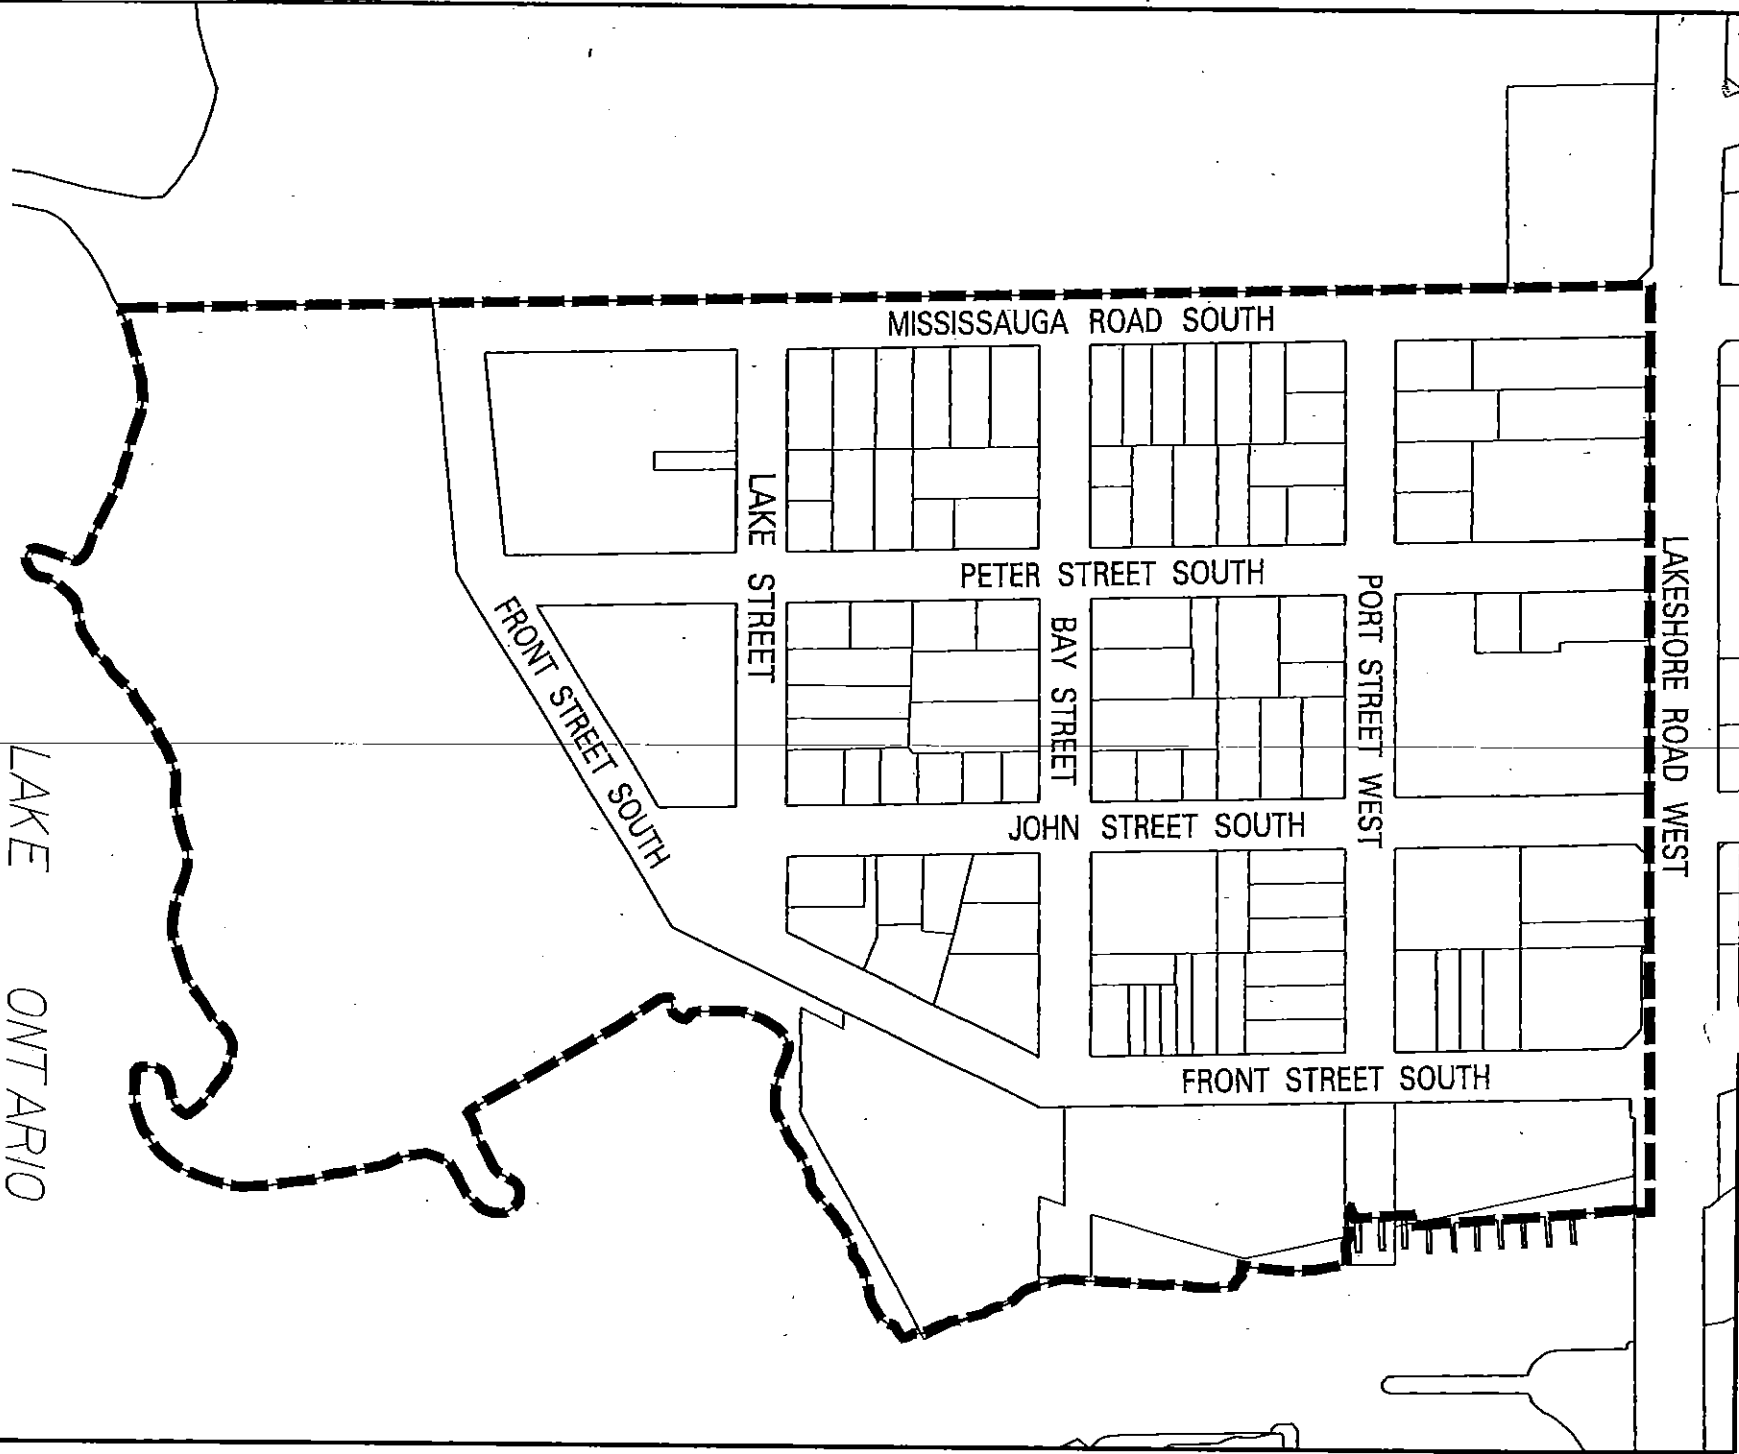 MISSISSAUGA ROAD SOUTH
LAKE STREET
PETER STREET SOUTH
LAKESHORE ROAD WEST
PORT STREET WEST
BAY STREET
FRONT STREET SOUTH
JOHN STREET SOUTH
LAKE ONTARIO
FRONT STREET SOUTH